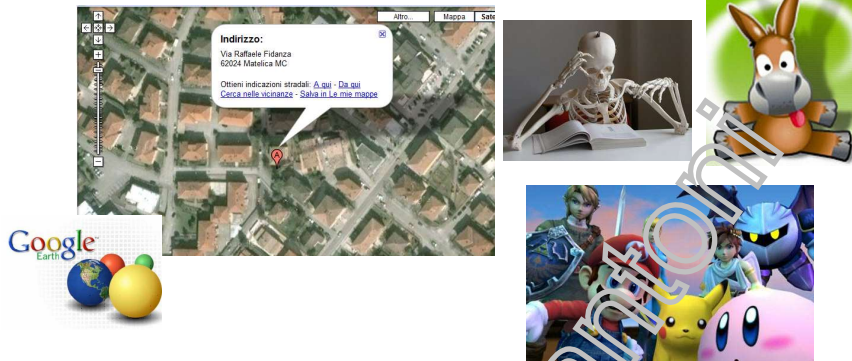 Altro... Mappa Sate
Indirizzo:
Via Raffaele Fidanza
62024 Matelica MC
Ottieni indicazioni stradali: A qui - Da qui
Cerca nelle vicinanze - Salva in Le mie mappe
A
Google
Earth
antoni